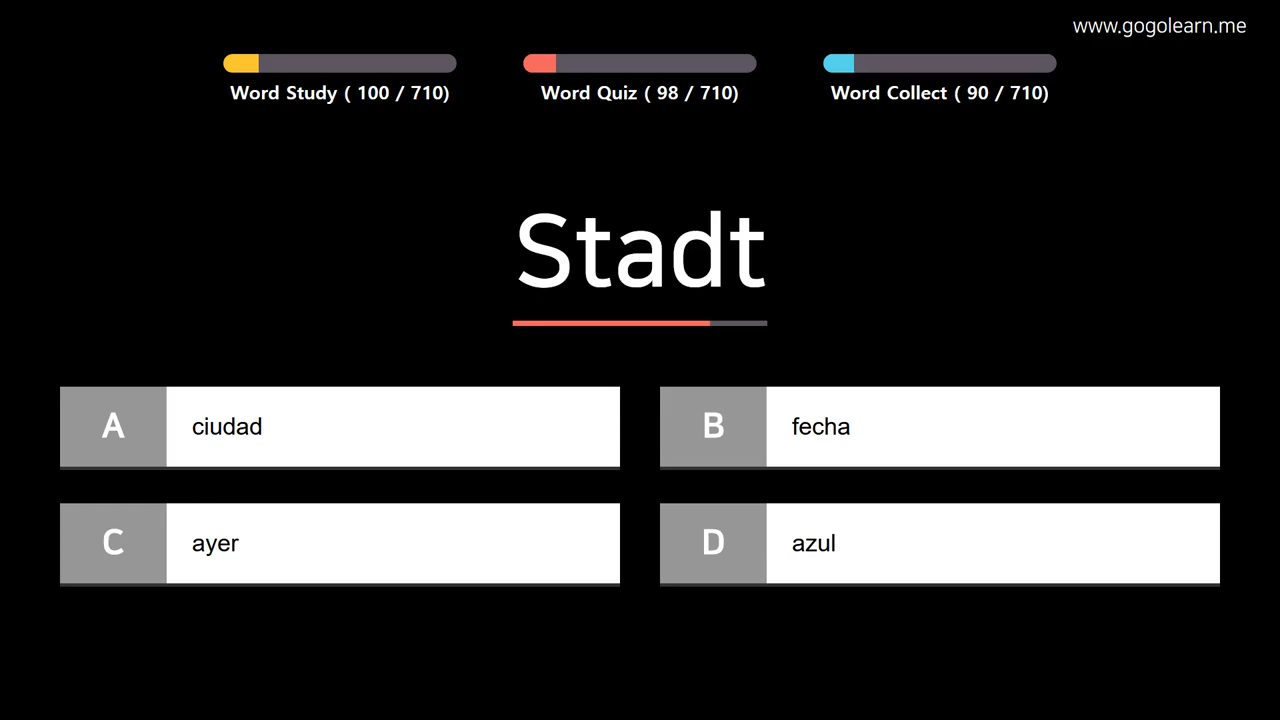 www.gogolearn.me
Word Study ( 100 / 710)
Word Quiz ( 98 / 710)
Word Collect ( 90 / 710)
Stadt
A ciudad
B fecha
C ayer
D azul